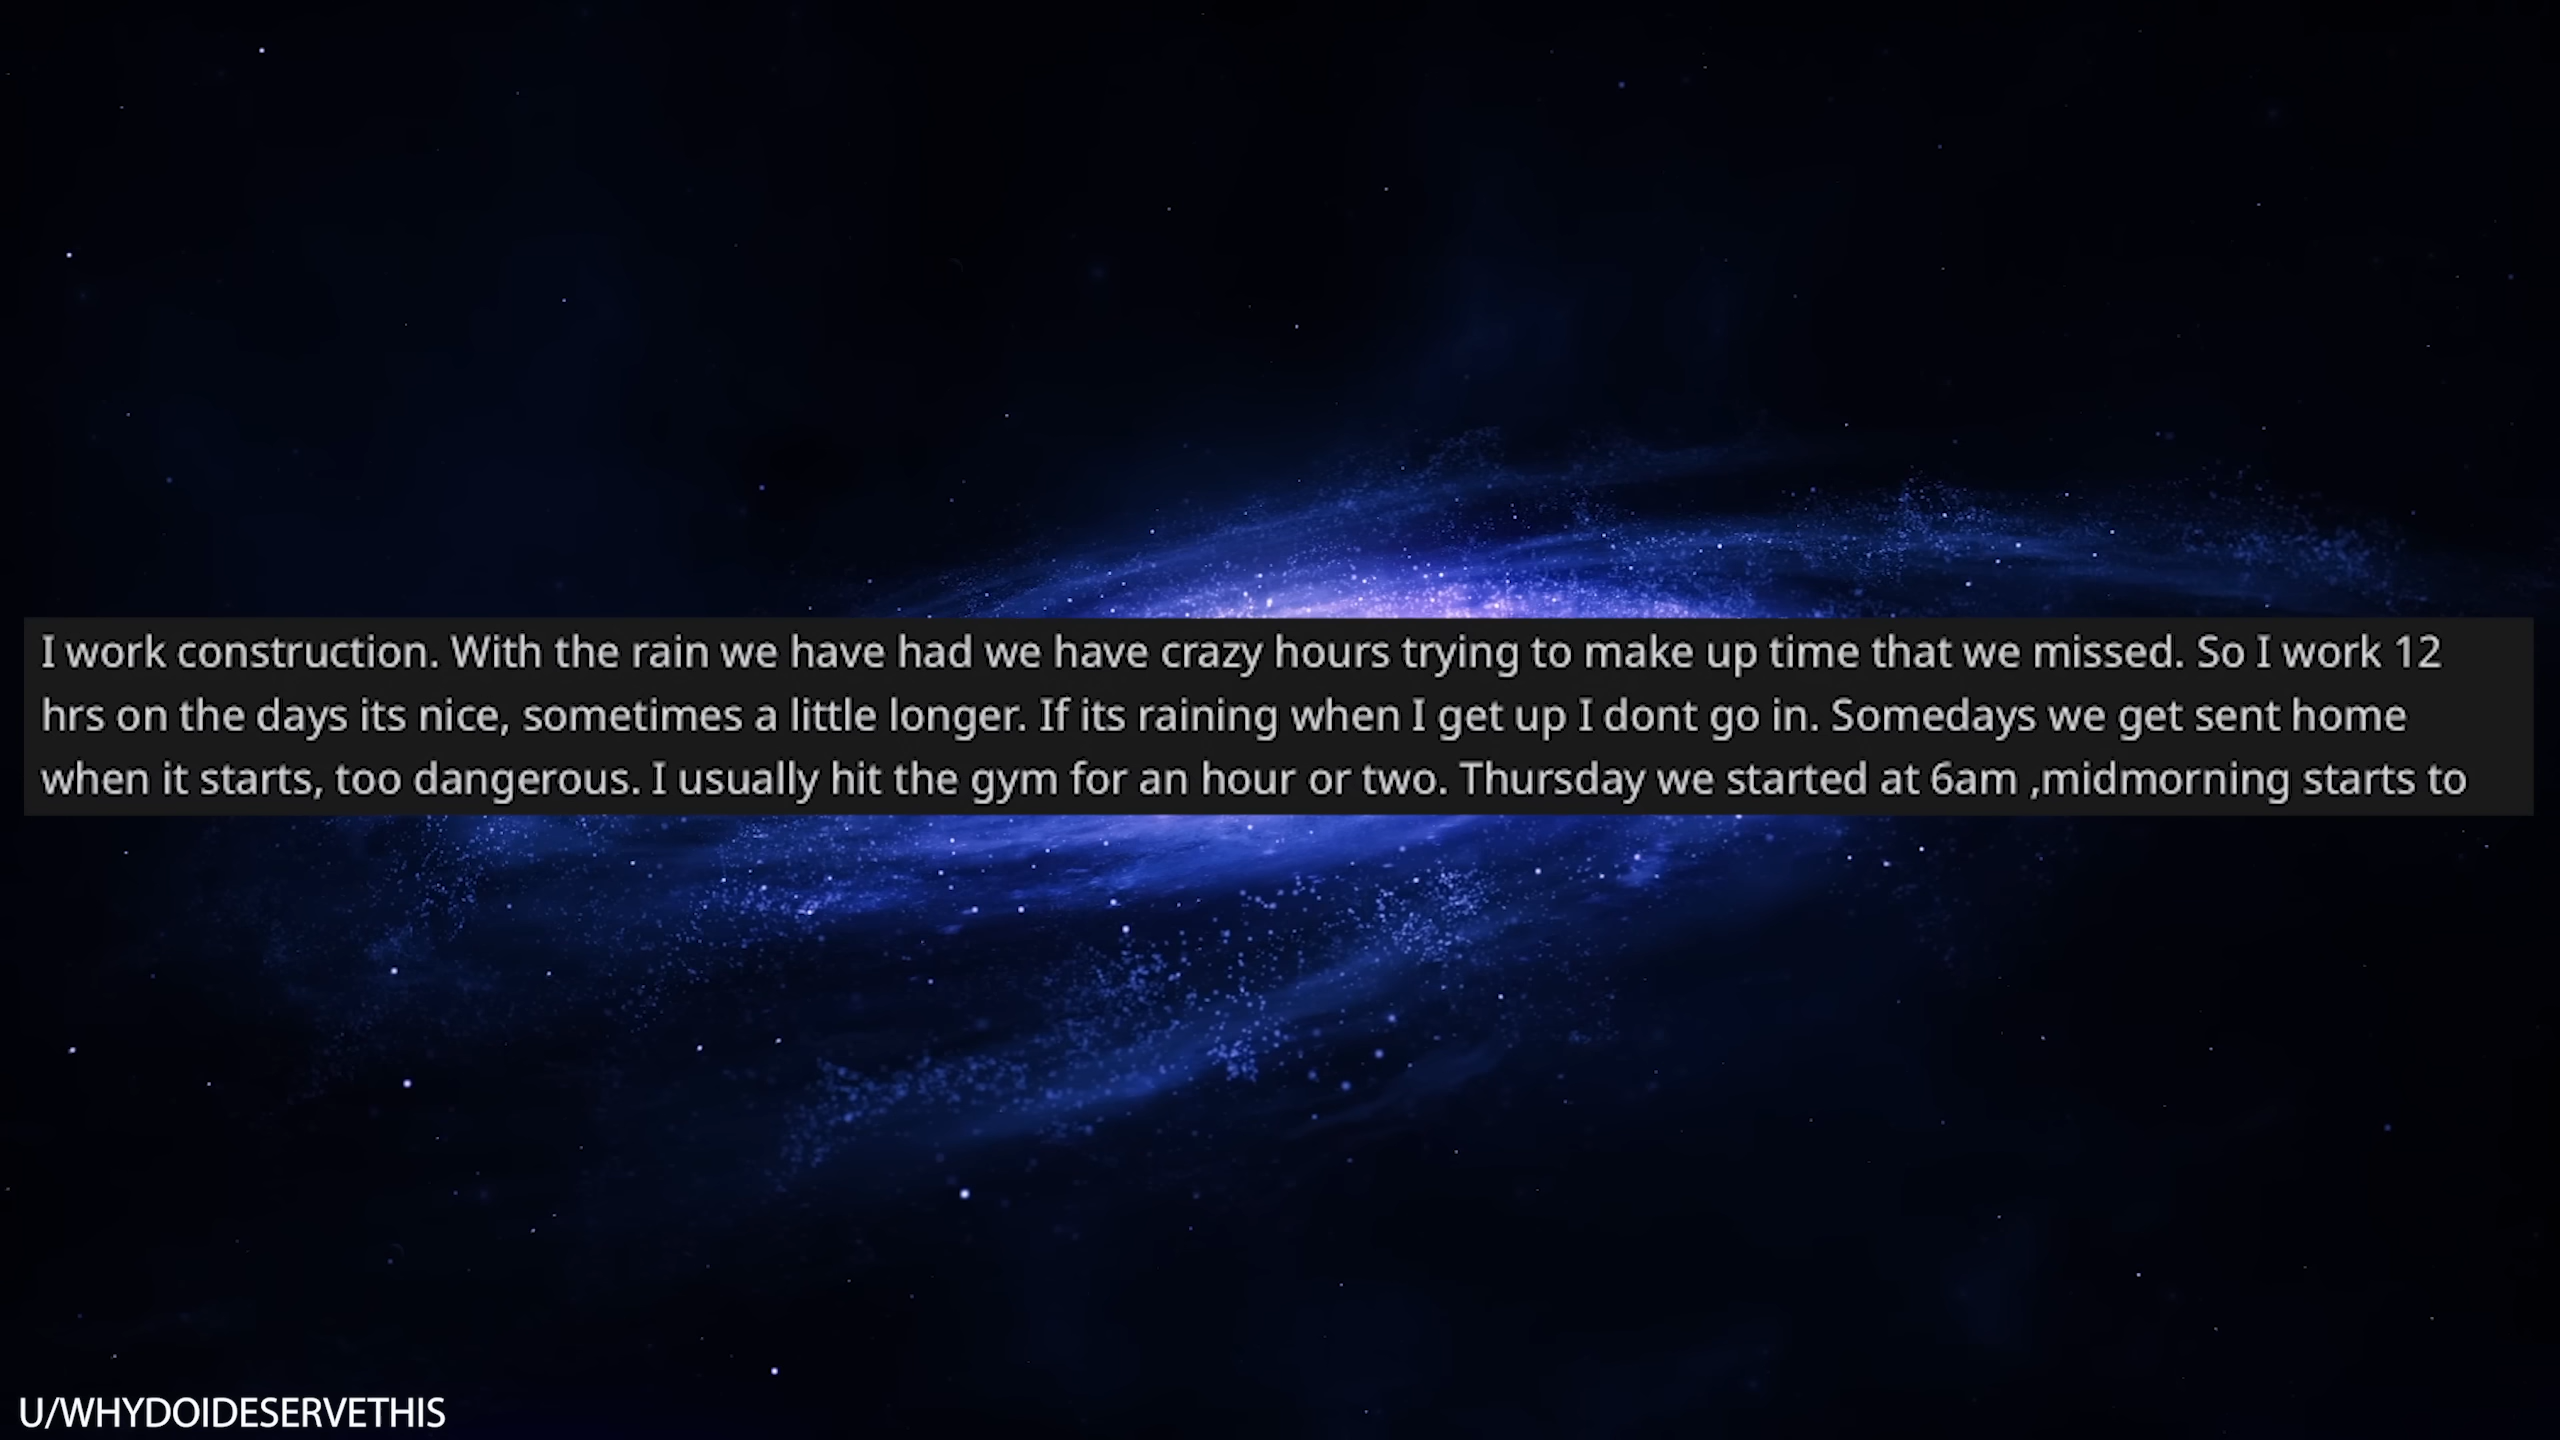 I work construction. With the rain we have had we have crazy hours trying to make up time that we missed. So I work 12
hrs on the days its nice, sometimes a little longer. If its raining when I get up I dont go in. Somedays we get sent home
when it starts, too dangerous. I usually hit the gym for an hour or two. Thursday we started at 6am ,midmorning starts to
U/WHYDOIDESERVETHIS